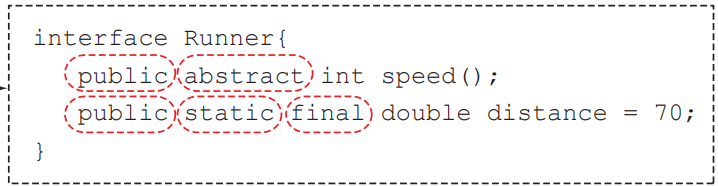 interface Runner{
public abstract int speed();
public static final double distance = 70;
}